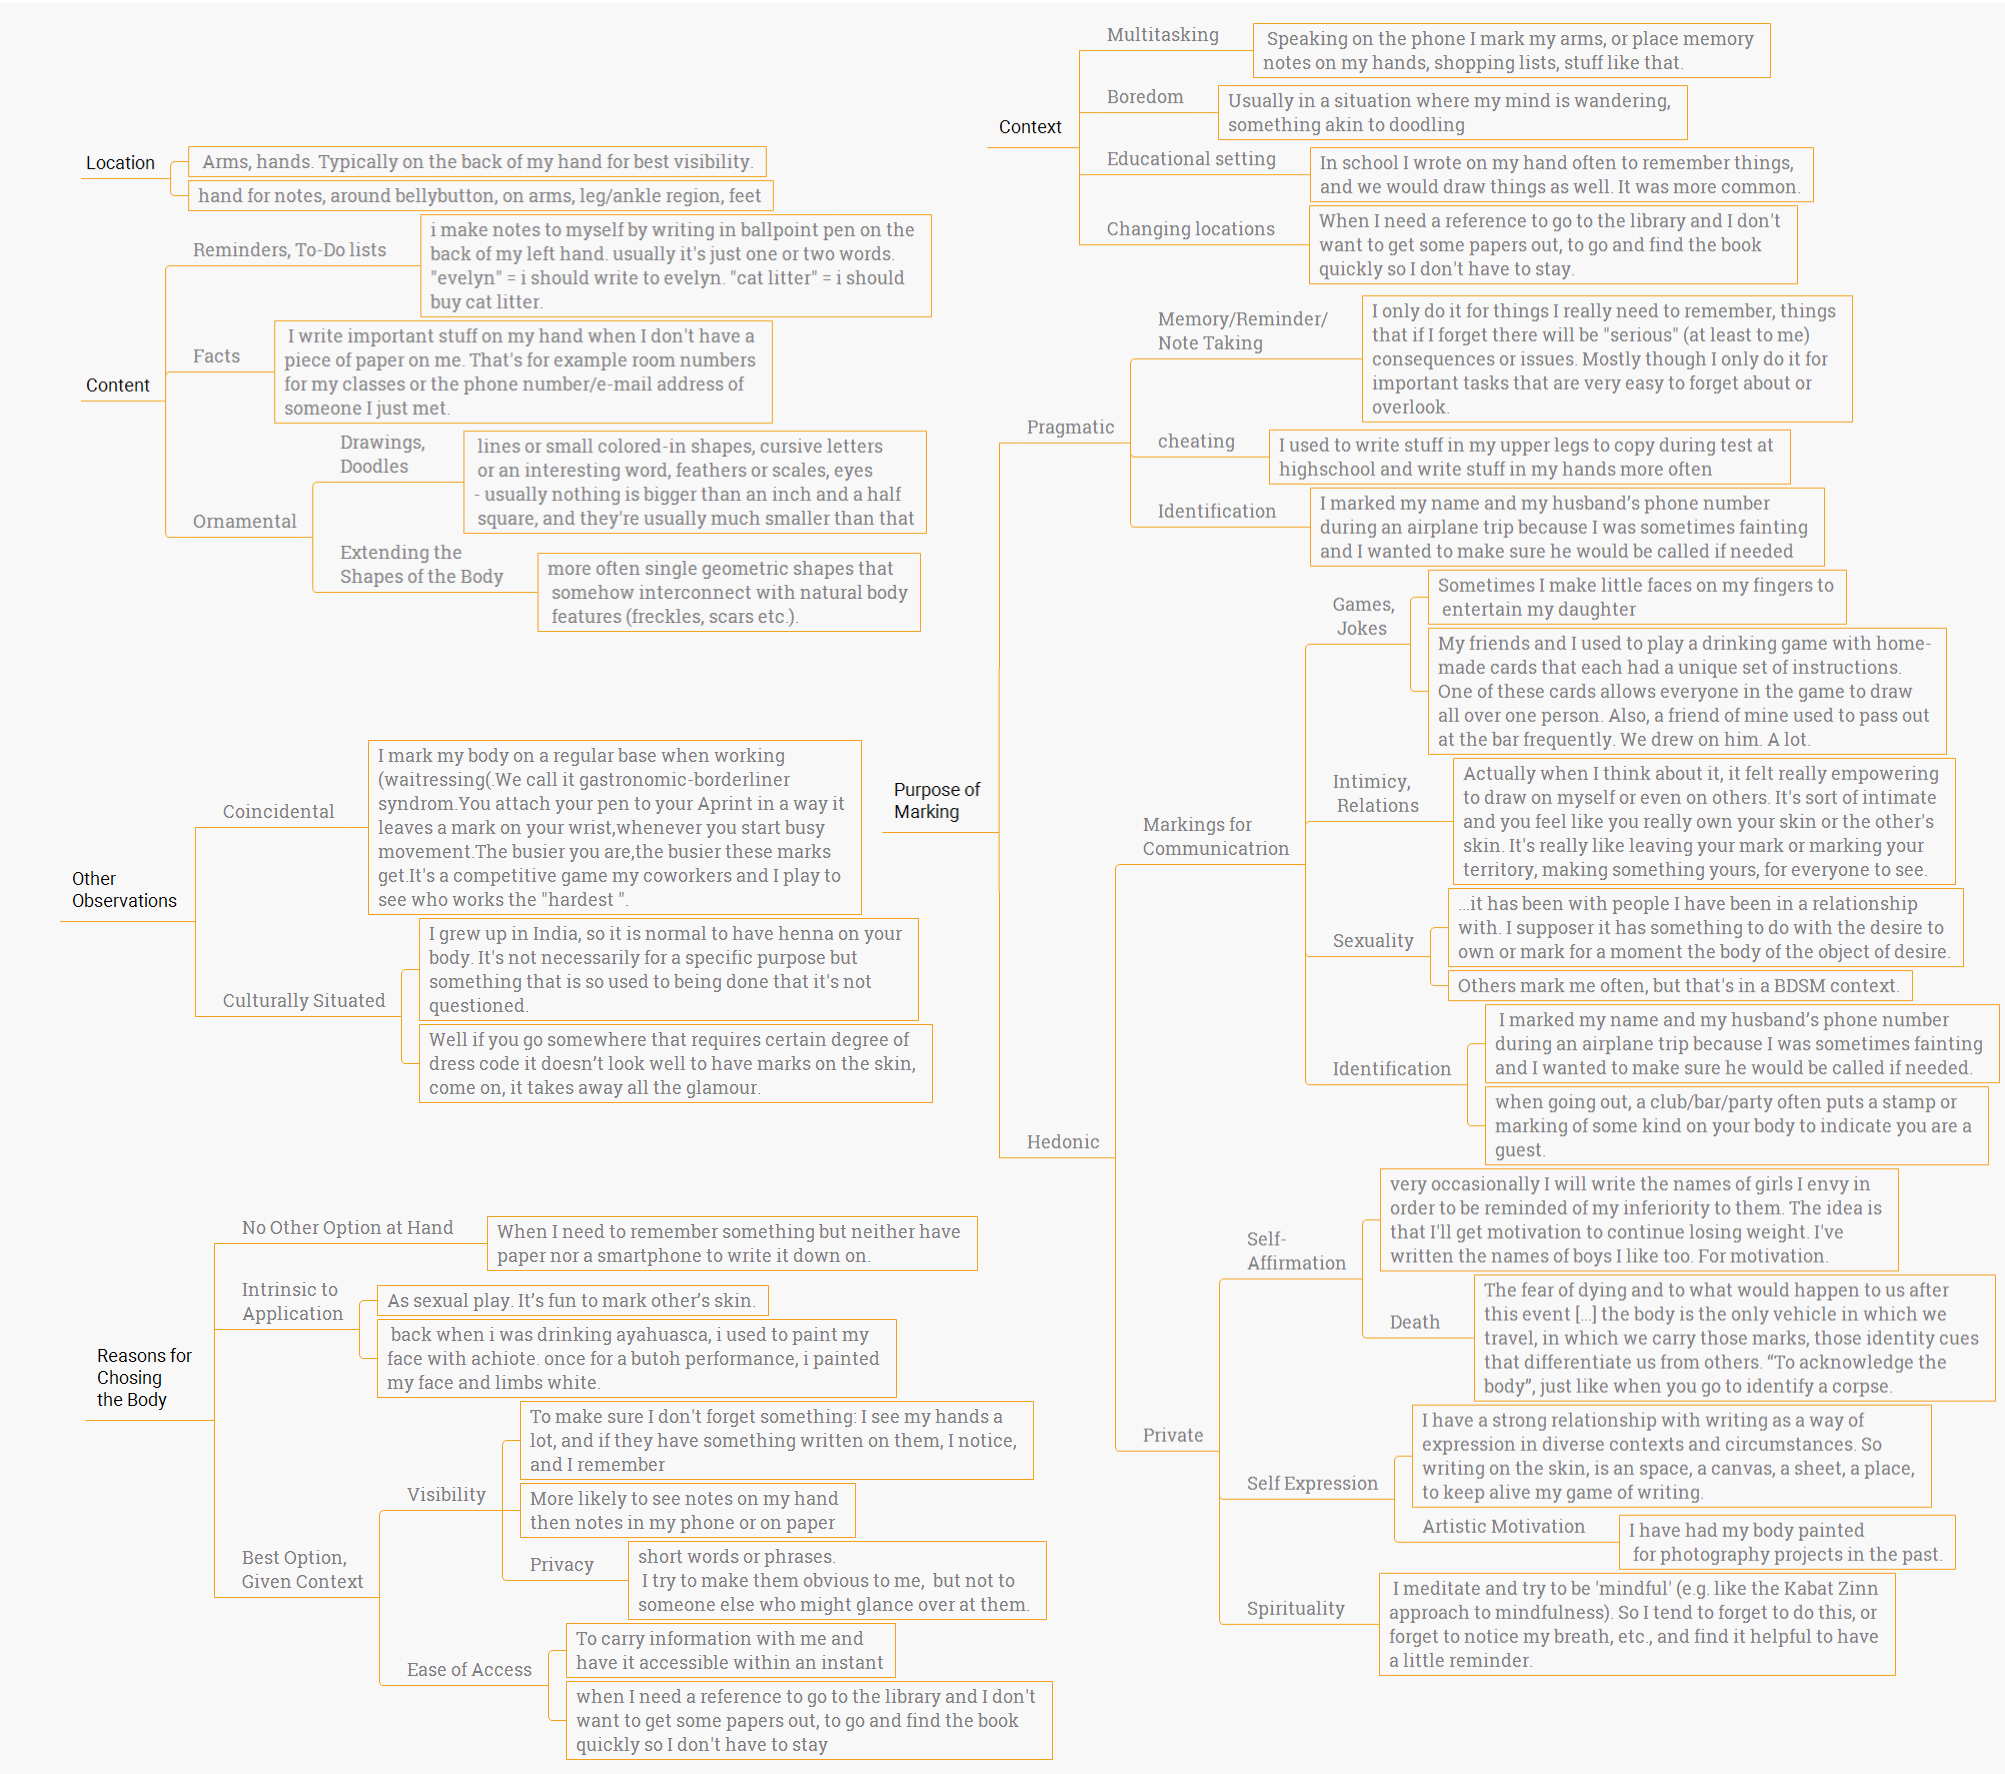 Location
Arms, hands. Typically on the back of my hand for best visibility.
hand for notes, around bellybutton, on arms, leg/ankle region, feet
Content
Reminders, To-Do lists
i make notes to myself by writing in ballpoint pen on the
back of my left hand. usually it's just one or two words.
"evelyn" = i should write to evelyn. "cat litter" = i should
buy cat litter.
Facts
I write important stuff on my hand when I don't have a
piece of paper on me. That's for example room numbers
for my classes or the phone number/e-mail address of
someone I just met.
Ornamental
Drawings,
Doodles
lines or small colored-in shapes, cursive letters
or an interesting word, feathers or scales, eyes
- usually nothing is bigger than an inch and a half
square, and they're usually much smaller than that
Extending the
Shapes of the Body
more often single geometric shapes that
somehow interconnect with natural body
features (freckles, scars etc.).
Other
Observations
Coincidental
I mark my body on a regular base when working
(waitressing(.We call it gastronomic-borderliner
syndrom.You attach your pen to your Aprint in a way it
leaves a mark on your wrist,whenever you start busy
movement.The busier you are,the busier these marks
get.It's a competitive game my coworkers and I play to
see who works the "hardest ".
Culturally Situated
I grew up in India, so it is normal to have henna on your
body. It's not necessarily for a specific purpose but
something that is so used to being done that it's not
questioned.
Well if you go somewhere that requires certain degree of
dress code it doesn’t look well to have marks on the skin,
come on, it takes away all the glamour.
Reasons for
Chosing
the Body
No Other Option at Hand
When I need to remember something but neither have
paper nor a smartphone to write it down on.
Intrinsic to
Application
As sexual play. It’s fun to mark other’s skin.
back when i was drinking ayahuasca, i used to paint my
face with achiote. once for a butoh performance, i painted
my face and limbs white.
Best Option,
Given Context
Visibility
To make sure I don't forget something: I see my hands a
lot, and if they have something written on them, I notice,
and I remember
More likely to see notes on my hand
then notes in my phone or on paper
Privacy
short words or phrases.
I try to make them obvious to me,  but not to
someone else who might glance over at them.
Ease of Access
To carry information with me and
have it accessible within an instant
when I need a reference to go to the library and I don't
want to get some papers out, to go and find the book
quickly so I don't have to stay
Context
Multitasking
Speaking on the phone I mark my arms, or place memory
notes on my hands, shopping lists, stuff like that.
Boredom
Usually in a situation where my mind is wandering,
something akin to doodling
Educational setting
In school I wrote on my hand often to remember things,
and we would draw things as well. It was more common.
Changing locations
When I need a reference to go to the library and I don't
want to get some papers out, to go and find the book
quickly so I don't have to stay.
Purpose of
Marking
Pragmatic
Memory/Reminder/
Note Taking
I only do it for things I really need to remember, things
that if I forget there will be "serious" (at least to me)
consequences or issues. Mostly though I only do it for
important tasks that are very easy to forget about or
overlook.
cheating
I used to write stuff in my upper legs to copy during test at
highschool and write stuff in my hands more often
Identification
I marked my name and my husband’s phone number
during an airplane trip because I was sometimes fainting
and I wanted to make sure he would be called if needed
Hedonic
Markings for
Communicatrion
Games,
Jokes
Sometimes I make little faces on my fingers to
entertain my daughter
My friends and I used to play a drinking game with home-
made cards that each had a unique set of instructions.
One of these cards allows everyone in the game to draw
all over one person. Also, a friend of mine used to pass out
at the bar frequently. We drew on him. A lot.
Intimicy,
Relations
Actually when I think about it, it felt really empowering
to draw on myself or even on others. It's sort of intimate
and you feel like you really own your skin or the other's
skin. It's really like leaving your mark or marking your
territory, making something yours, for everyone to see.
Sexuality
...it has been with people I have been in a relationship
with. I supposer it has something to do with the desire to
own or mark for a moment the body of the object of desire.
Others mark me often, but that's in a BDSM context.
Identification
I marked my name and my husband’s phone number
during an airplane trip because I was sometimes fainting
and I wanted to make sure he would be called if needed.
when going out, a club/bar/party often puts a stamp or
marking of some kind on your body to indicate you are a
guest.
Private
Self-
Affirmation
very occasionally I will write the names of girls I envy in
order to be reminded of my inferiority to them. The idea is
that I'll get motivation to continue losing weight. I've
written the names of boys I like too. For motivation.
Death
The fear of dying and to what would happen to us after
this event [...] the body is the only vehicle in which we
travel, in which we carry those marks, those identity cues
that differentiate us from others. “To acknowledge the
body”, just like when you go to identify a corpse.
Self Expression
I have a strong relationship with writing as a way of
expression in diverse contexts and circumstances. So
writing on the skin, is an space, a canvas, a sheet, a place,
to keep alive my game of writing.
Artistic Motivation
I have had my body painted
for photography projects in the past.
Spirituality
I meditate and try to be 'mindful' (e.g. like the Kabat Zinn
approach to mindfulness). So I tend to forget to do this, or
forget to notice my breath, etc., and find it helpful to have
a little reminder.